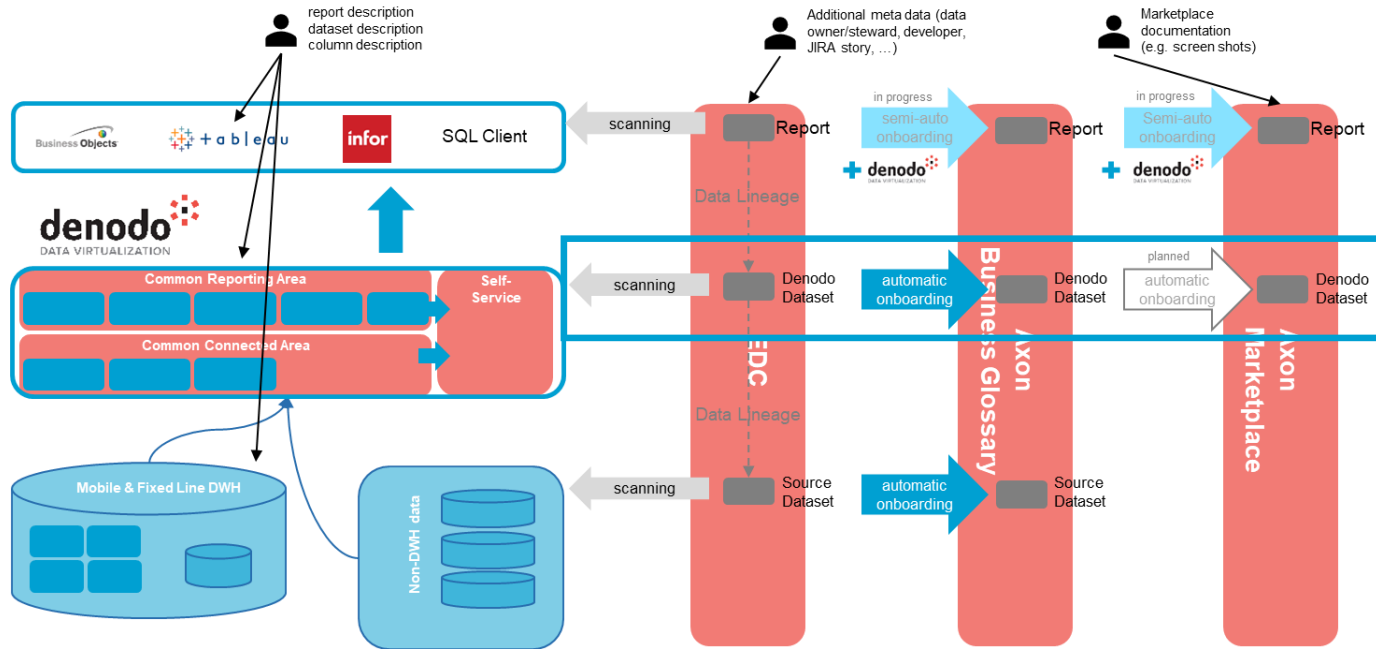 report description
dataset description
column description
Additional meta data (data
owner/steward, developer,
JIRA story, ...)
Marketplace
documentation
(e.g. screen shots)
Business Objects
+ableau
infor
SQL Client
scanning
Report
in progress
semi-auto
onboarding
denodo
DATA VIRTUALIZATION
Report
in progress
Semi-auto
onboarding
denodo
DATA VIRTUALIZATION
Report
Data Lineage
denodo
DATA VIRTUALIZATION
Common Reporting Area
Self-
Service
Common Connected Area
scanning
Denodo
Dataset
automatic
onboarding
Denodo
Dataset
planned
automatic
onboarding
Denodo
Dataset
EDC
Axon
Business Glossary
Axon
Marketplace
Data Lineage
Mobile & Fixed Line DWH
Non-DWH data
scanning
Source
Dataset
automatic
onboarding
Source
Dataset